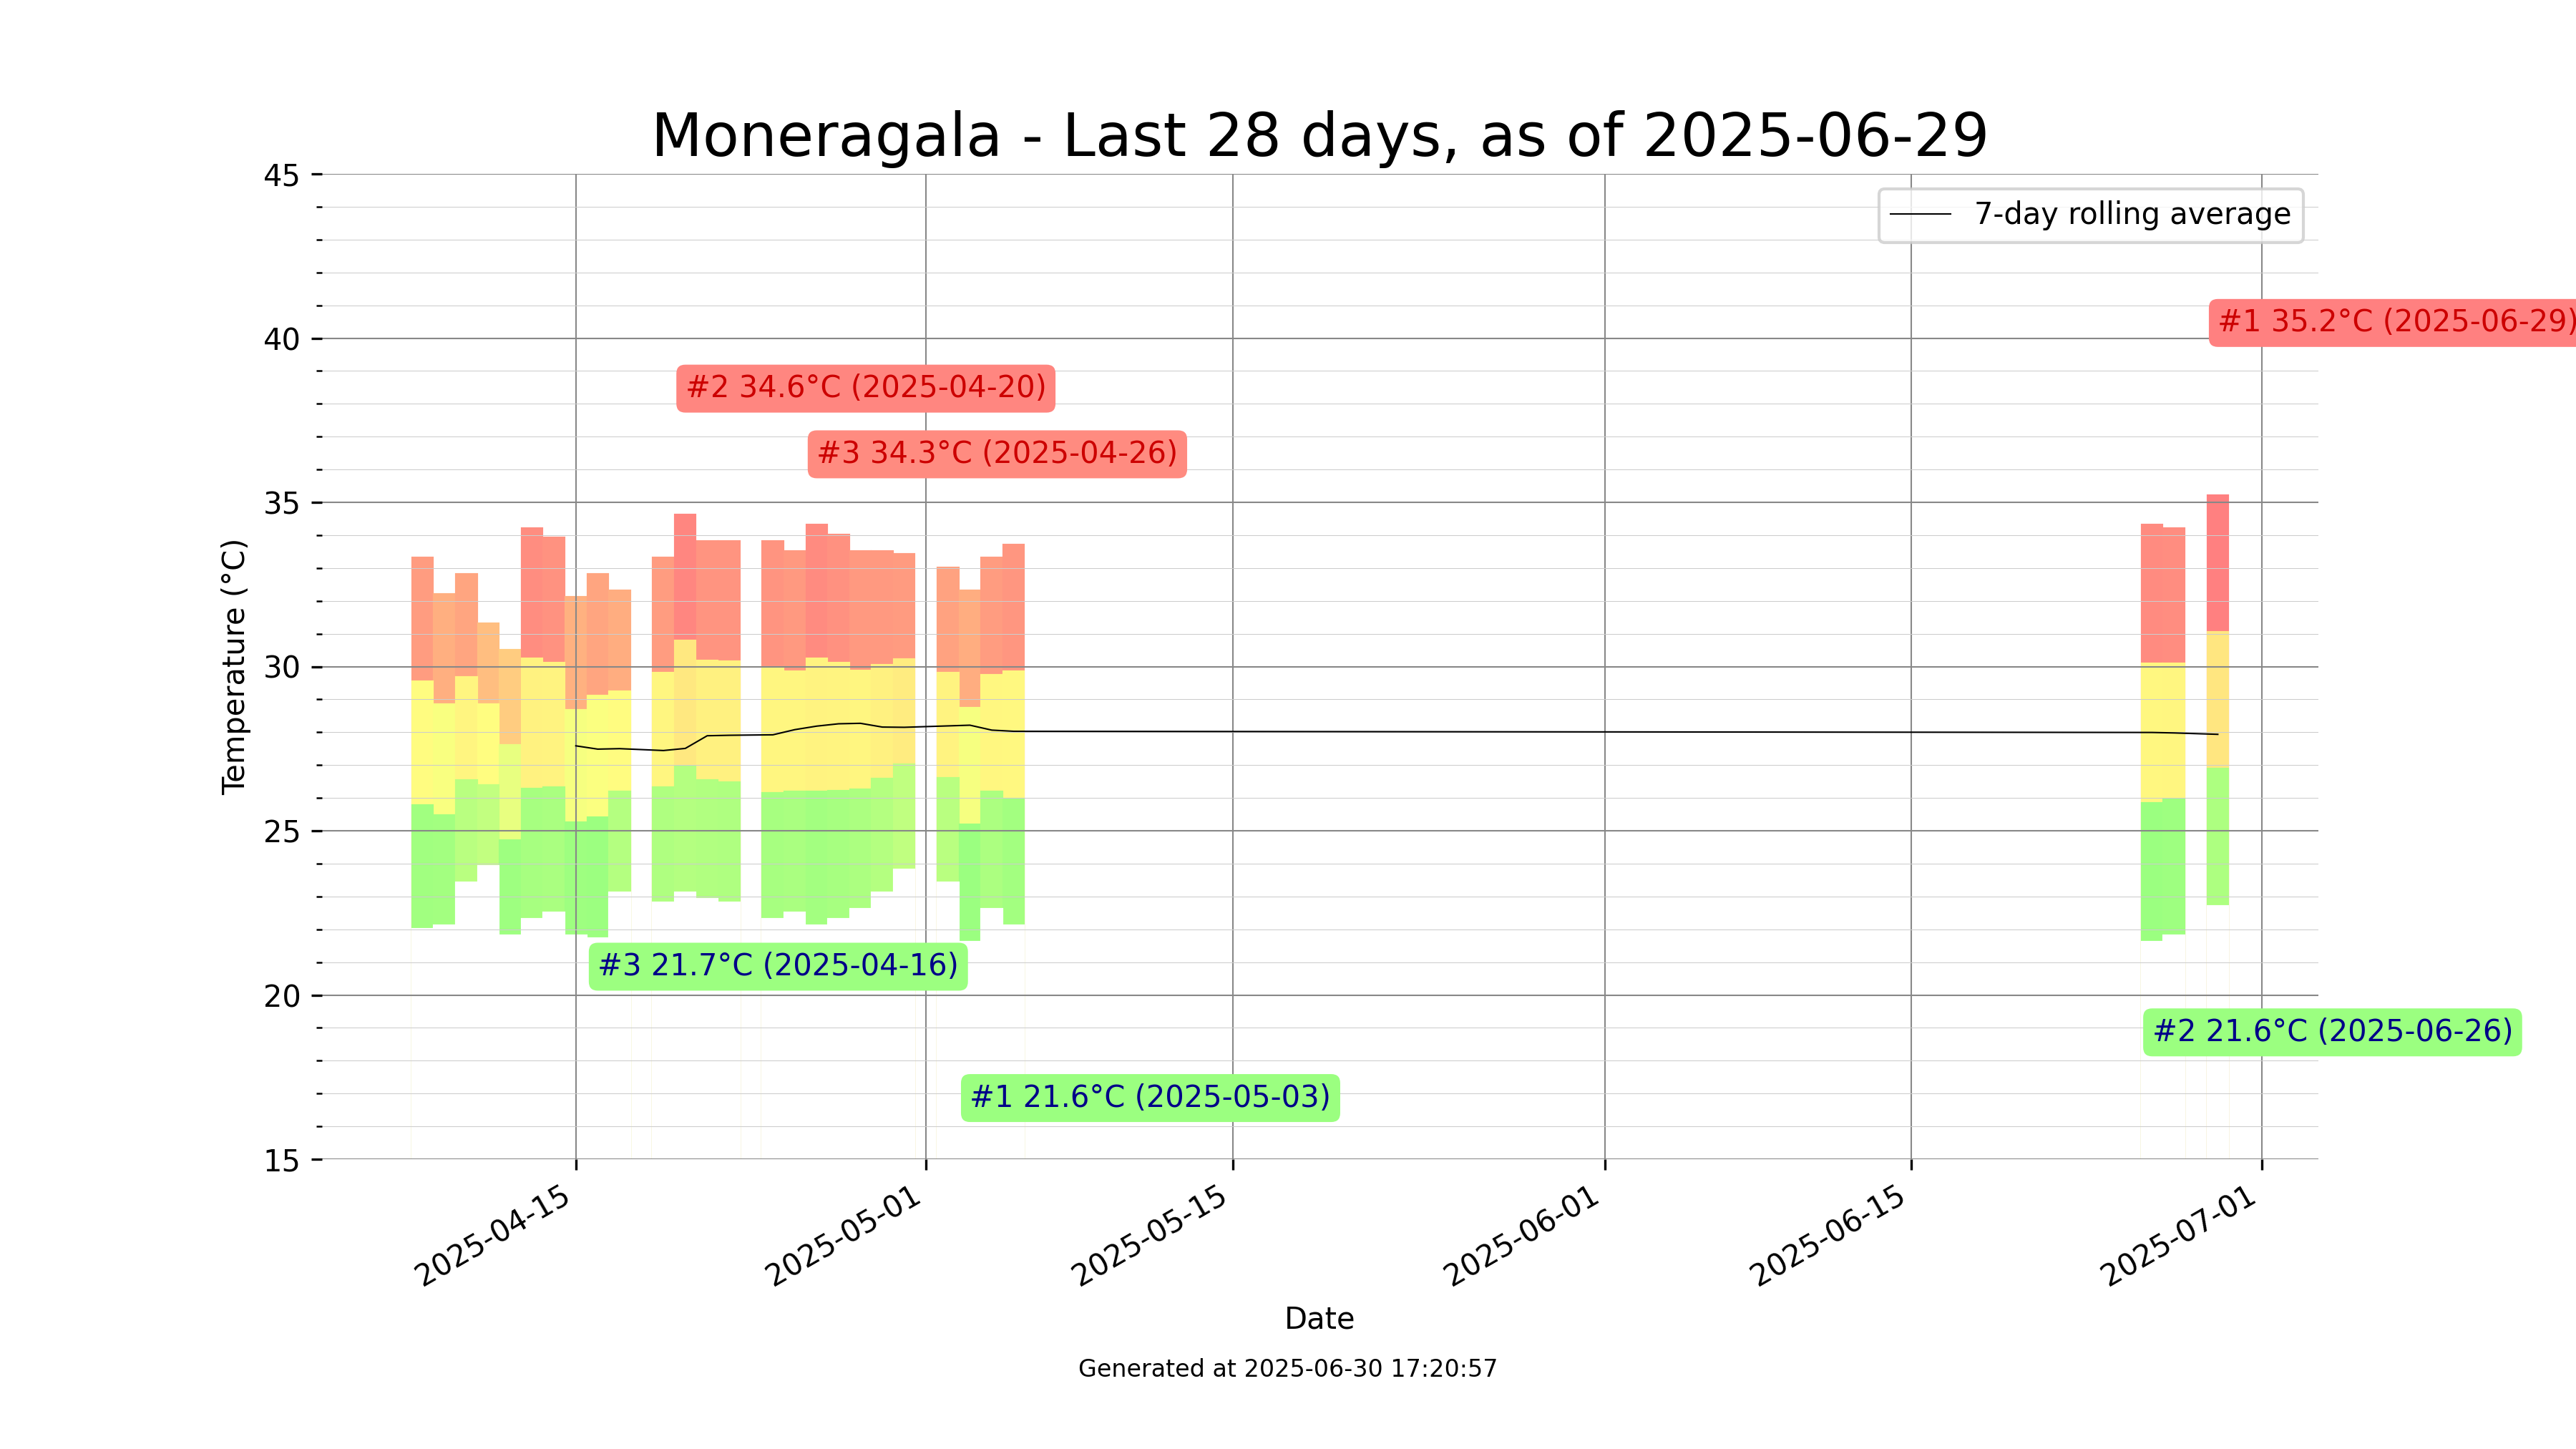 Moneragala - Last 28 days, as of 2025-06-29
45
7-day rolling average
#1 35.2°C (2025-06-29)
40
#2 34.6°C (2025-04-20)
#3 34.3°C (2025-04-26)
35
30
Temperature (°C)
25
#3 21.7°C (2025-04-16)
20
#2 21.6°C (2025-06-26)
#1 21.6°C (2025-05-03)
15
2025-04-15
2025-05-01
2025-05-15
2025-06-01
2025-06-15
2025-07-01
Date
Generated at 2025-06-30 17:20:57